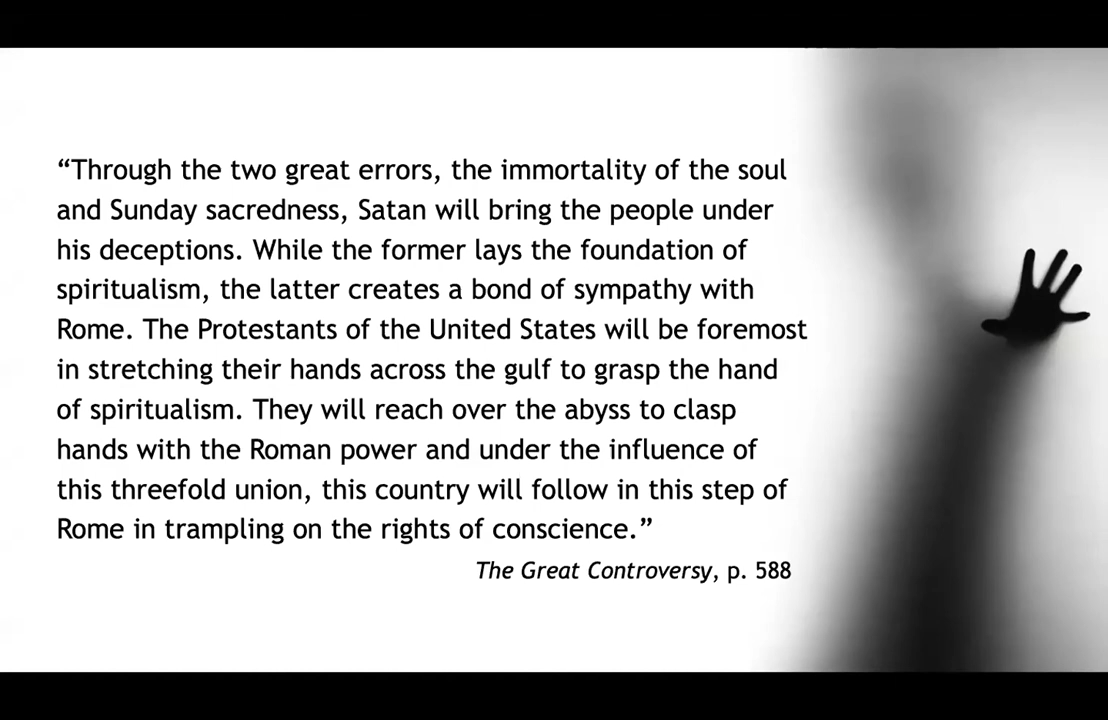 “Through the two great errors, the immortality of the soul
and Sunday sacredness, Satan will bring the people under
his deceptions. While the former lays the foundation of
spiritualism, the latter creates a bond of sympathy with
Rome. The Protestants of the United States will be foremost
in stretching their hands across the gulf to grasp the hand
of spiritualism. They will reach over the abyss to clasp
hands with the Roman power and under the influence of
this threefold union, this country will follow in this step of
Rome in trampling on the rights of conscience.”
The Great Controversy, p. 588